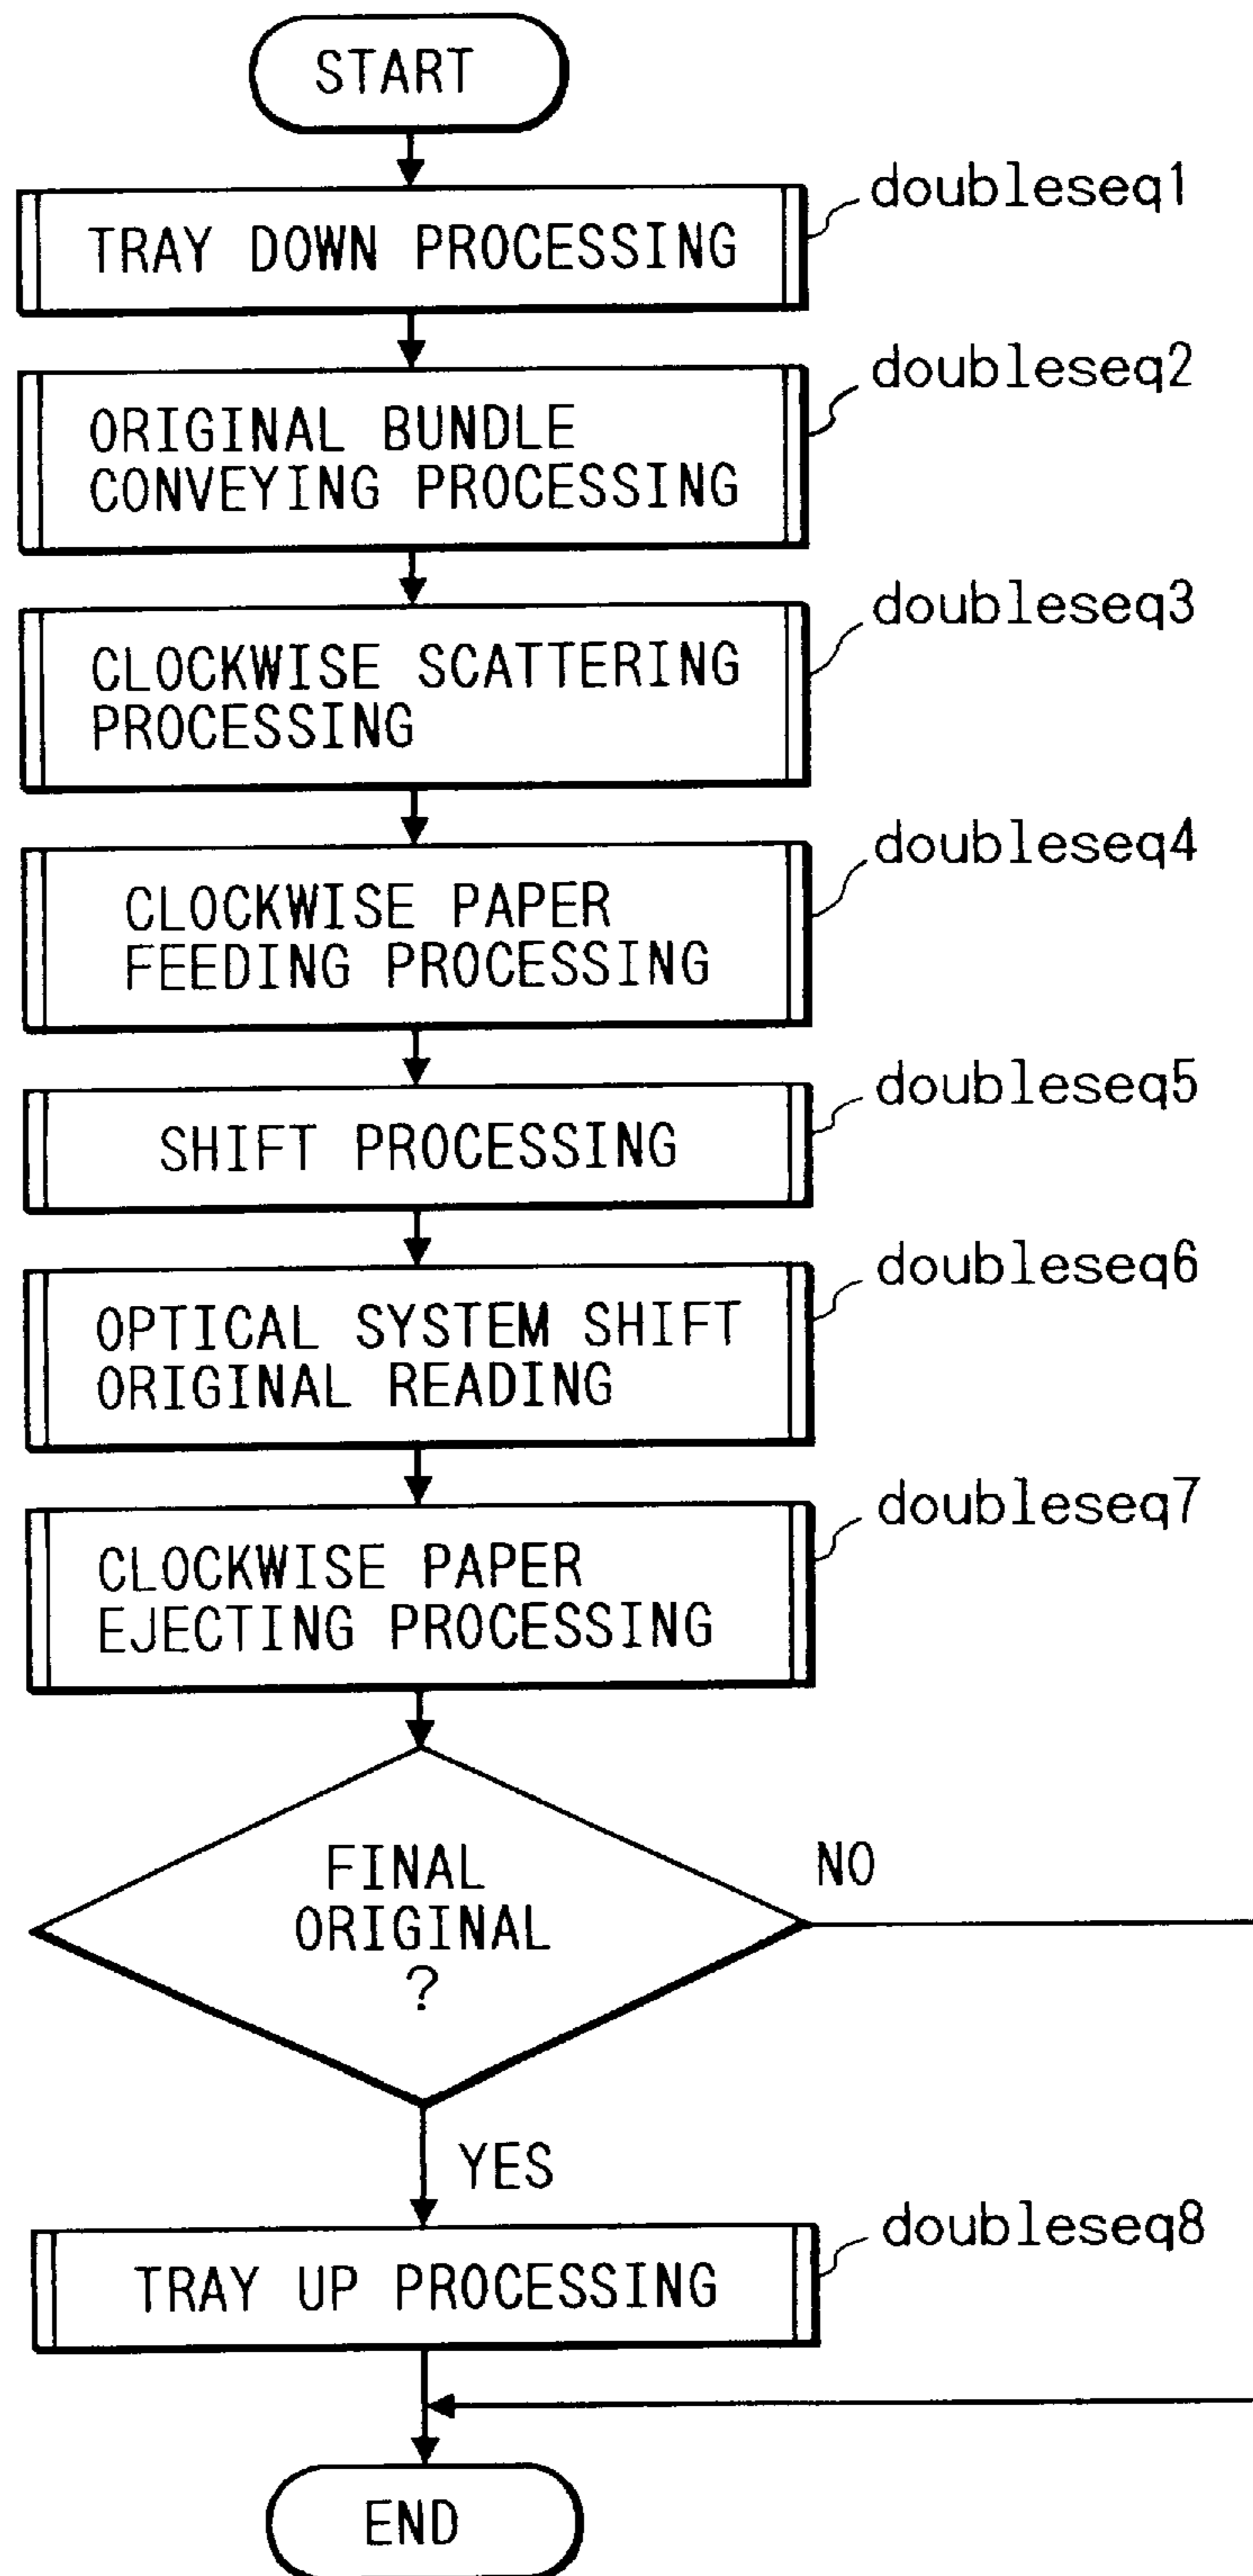 START
doubleseq1
TRAY DOWN PROCESSING
doubleseq2
ORIGINAL BUNDLE
CONVEYING PROCESSING
doubleseq3
CLOCKWISE SCATTERING
PROCESSING
doubleseq4
CLOCKWISE PAPER
FEEDING PROCESSING
doubleseq5
SHIFT PROCESSING
doubleseq6
OPTICAL SYSTEM SHIFT
ORIGINAL READING
doubleseq7
CLOCKWISE PAPER
EJECTING PROCESSING
FINAL
ORIGINAL
?
NO
YES
doubleseq8
TRAY UP PROCESSING
END